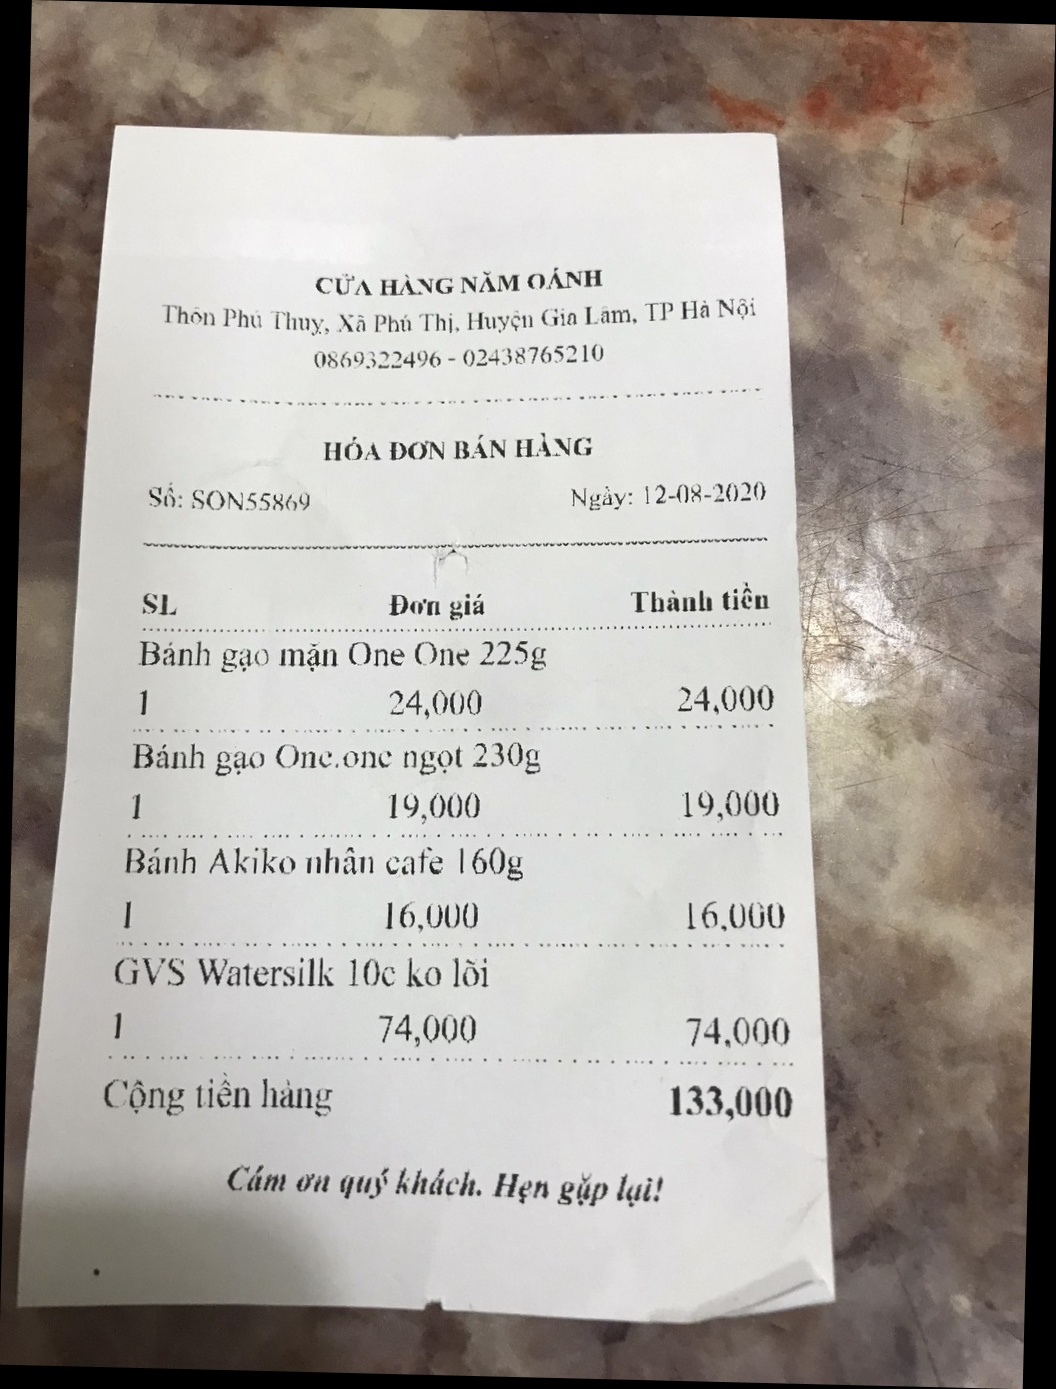 CỬA HÀNG NĂM OÁNH
Thôn Phú Thụy, Xã Phú Thị, Huyện Gia Lâm, TP Hà Nội
0869322496 - 02438765210
HÓA ĐƠN BÁN HÀNG
Số: SON55869 Ngày: 12-08-2020
SL Đơn giá Thành tiền
Bánh gạo mặn One One 225g
1 24,000 24,000
Bánh gạo One.one ngọt 230g
1 19,000 19,000
Bánh Akiko nhân cafe 160g
1 16,000 16,000
GVS Watersilk 10c ko lõi
1 74,000 74,000
Cộng tiền hàng 133,000
Cám ơn quý khách. Hẹn gặp lại!